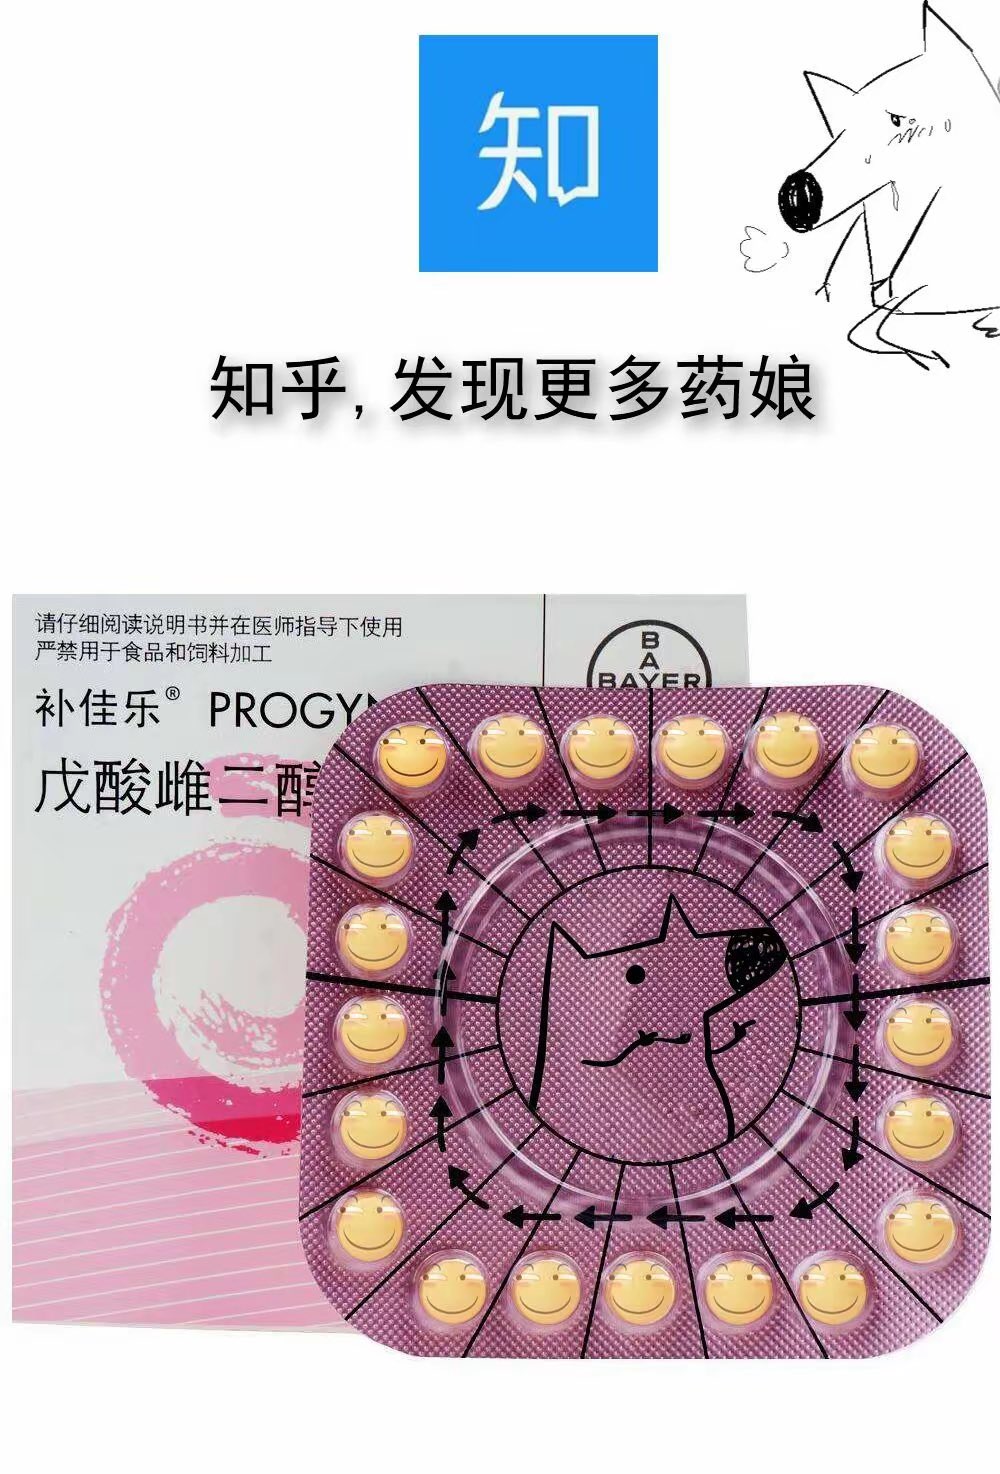 知
知乎,发现更多药娘
请仔细阅读说明书并在医师指导下使用
严禁用于食品和饲料加工
B
A
BAYER
补佳乐® PROGYN
戊酸雌二醇